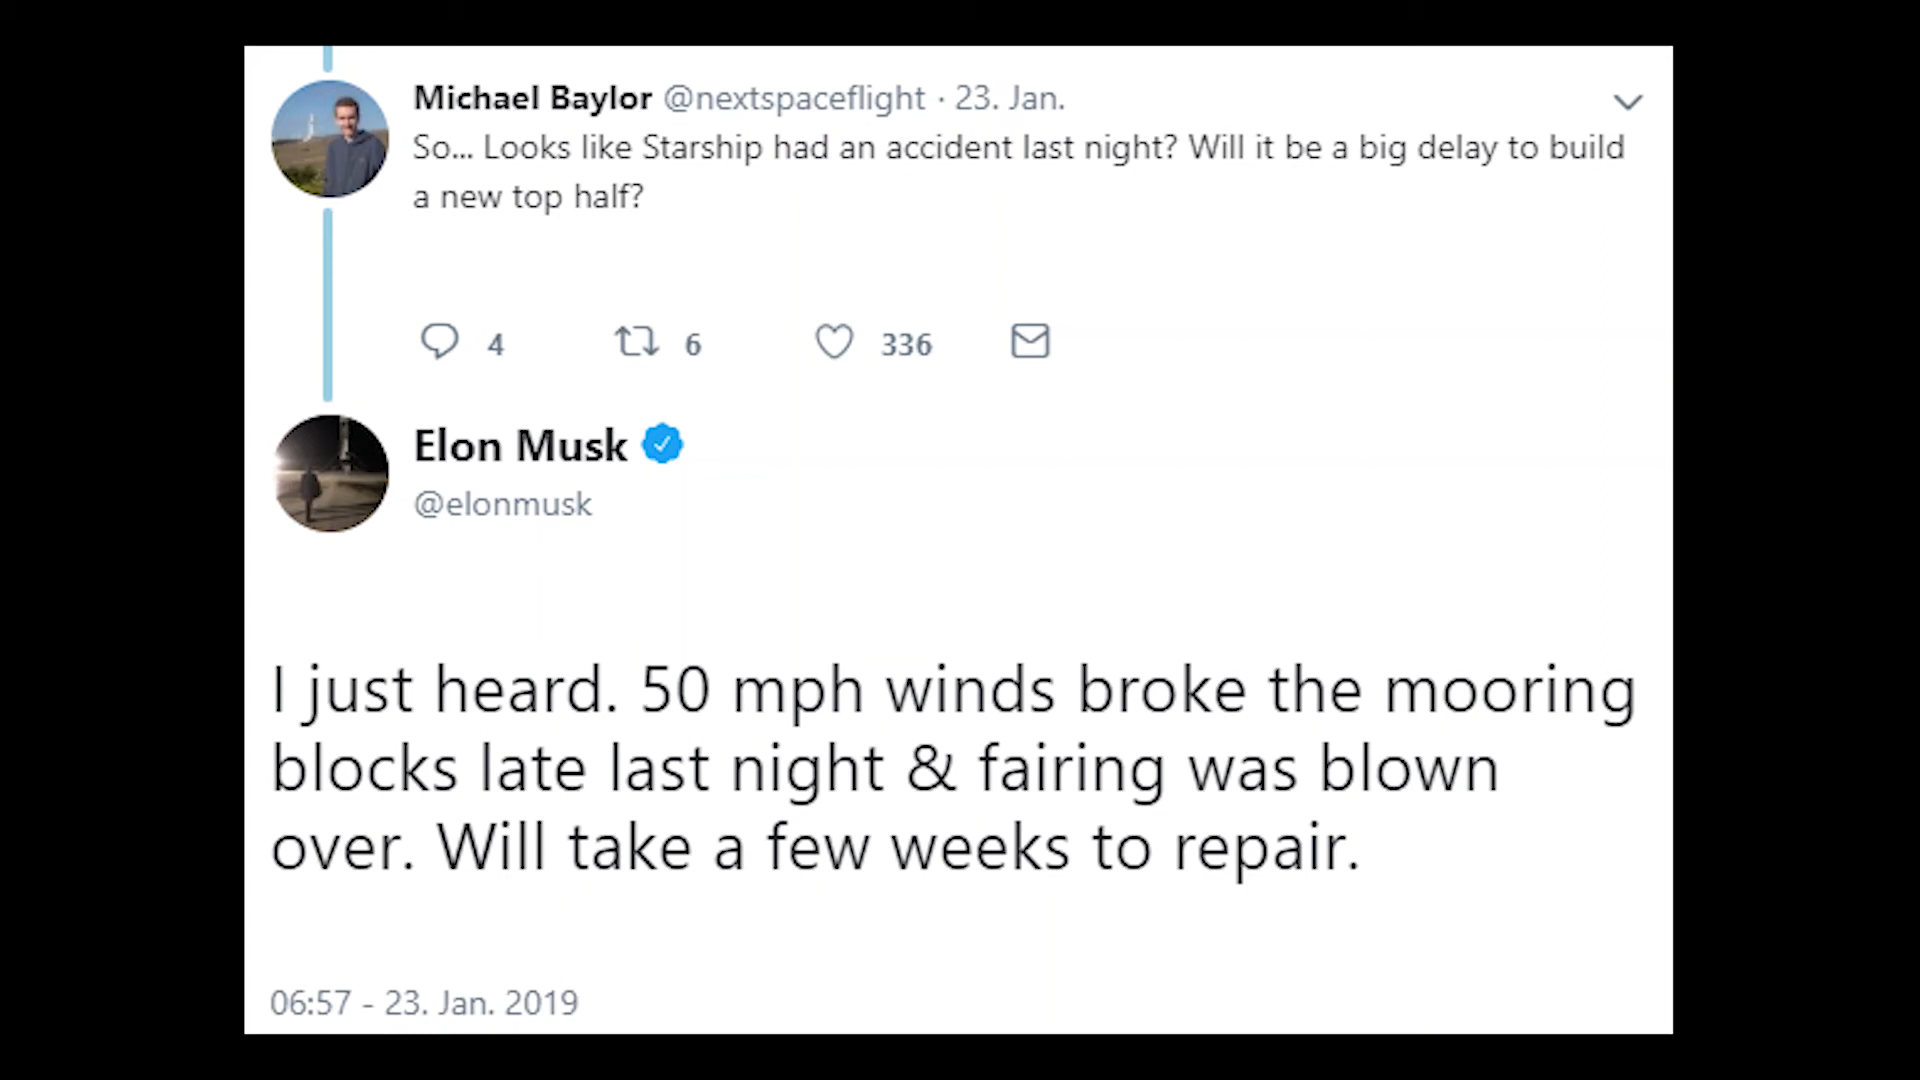 Michael Baylor @nextspaceflight · 23. Jan.
So... Looks like Starship had an accident last night? Will it be a big delay to build
a new top half?
4 6 336
Elon Musk
@elonmusk
I just heard. 50 mph winds broke the mooring
blocks late last night & fairing was blown
over. Will take a few weeks to repair.
06:57 - 23. Jan. 2019